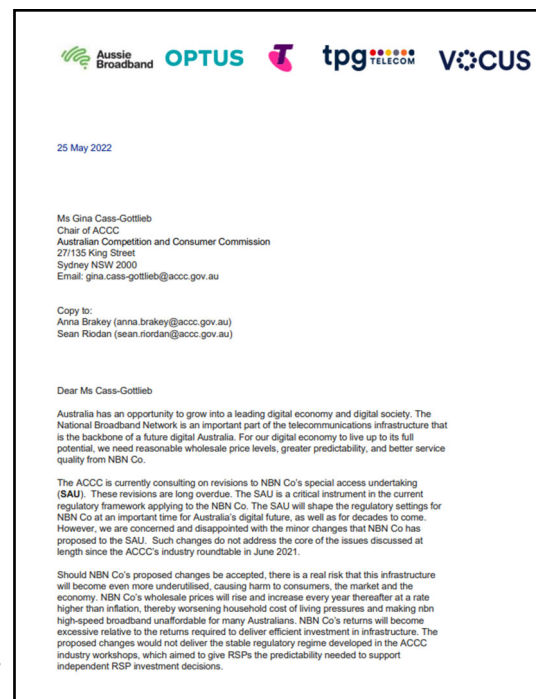 Aussie Broadband OPTUS T tpg TELECOM VOCUS
25 May 2022
Ms Gina Cass-Gottlieb
Chair of ACCC
Australian Competition and Consumer Commission
27/135 King Street
Sydney NSW 2000
Email: gina.cass-gottlieb@accc.gov.au
Copy to:
Anna Brakey (anna.brakey@accc.gov.au)
Sean Riodan (sean.riordan@accc.gov.au)
Dear Ms Cass-Gottlieb
Australia has an opportunity to grow into a leading digital economy and digital society. The
National Broadband Network is an important part of the telecommunications infrastructure that
is the backbone of a future digital Australia. For our digital economy to live up to its full
potential, we need reasonable wholesale price levels, greater predictability, and better service
quality from NBN Co.
The ACCC is currently consulting on revisions to NBN Co's special access undertaking
(SAU). These revisions are long overdue. The SAU is a critical instrument in the current
regulatory framework applying to the NBN Co. The SAU will shape the regulatory settings for
NBN Co at an important time for Australia's digital future, as well as for decades to come.
However, we are concerned and disappointed with the minor changes that NBN Co has
proposed to the SAU. Such changes do not address the core of the issues discussed at
length since the ACCC's industry roundtable in June 2021.
Should NBN Co's proposed changes be accepted, there is a real risk that this infrastructure
will become even more underutilised, causing harm to consumers, the market and the
economy. NBN Co's wholesale prices will rise and increase every year thereafter at a rate
higher than inflation, thereby worsening household cost of living pressures and making nbn
high-speed broadband unaffordable for many Australians. NBN Co's returns will become
excessive relative to the returns required to deliver efficient investment in infrastructure. The
proposed changes would not deliver the stable regulatory regime developed in the ACCC
industry workshops, which aimed to give RSPs the predictability needed to support
independent RSP investment decisions.